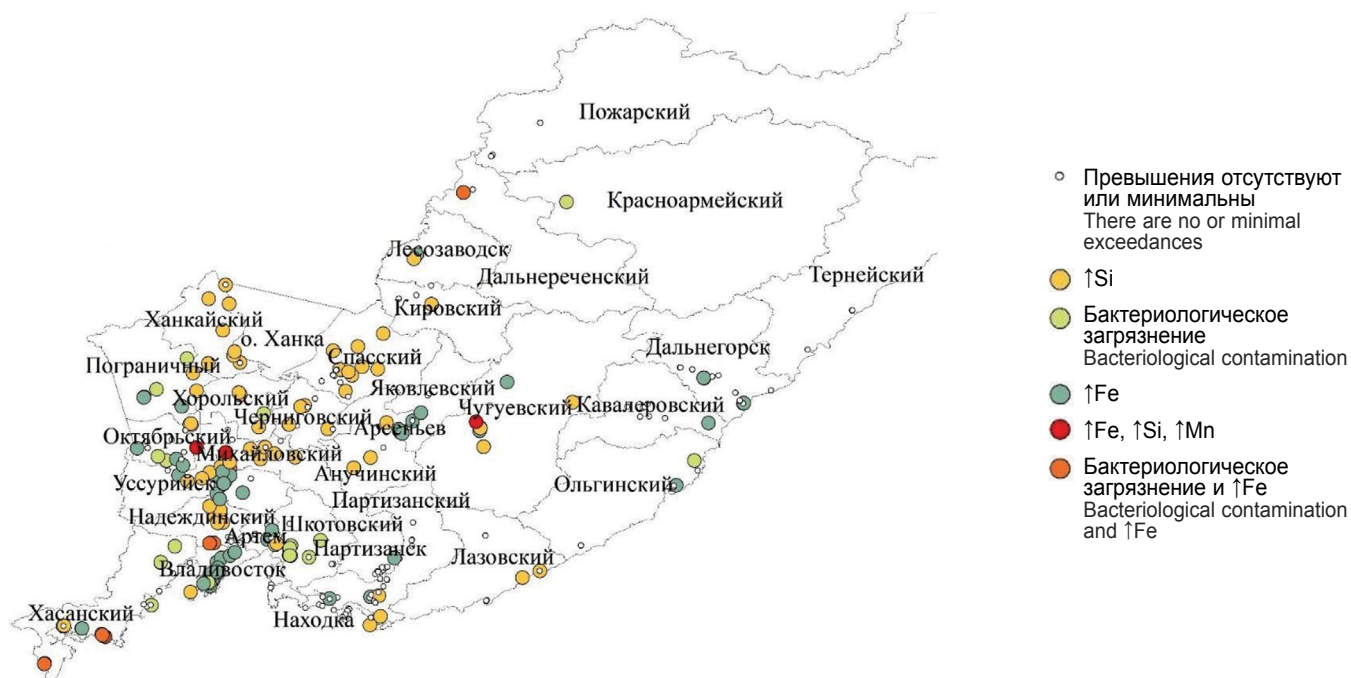 Пожарский
Красноармейский
Лесозаводск
Дальнереченский
Тернейский
Кировский
Ханкайский
о. Ханка
Спасский
Дальнегорск
Пограничный
Яковлевский
Хорольский
Чугуевский
Кавалеровский
Черниговский
Арсеньев
Октябрьский
Михайловский
Анучинский
Уссурийск
Ольгинский
Партизанский
Надеждинский
Шкотовский
Артем
Партизанск
Лазовский
Владивосток
Хасанский
Находка
Превышения отсутствуют
или минимальны
There are no or minimal
exceedances
↑Si
Бактериологическое
загрязнение
Bacteriological contamination
↑Fe
↑Fe, ↑Si, ↑Mn
Бактериологическое
загрязнение и ↑Fe
Bacteriological contamination
and ↑Fe